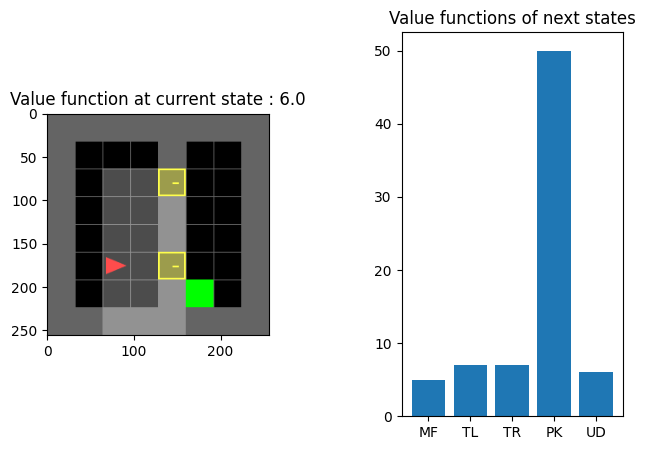 Value function at current state : 6.0
0
50
100
150
200
250
0
100
200
Value functions of next states
50
40
30
20
10
0
MF
TL
TR
PK
UD